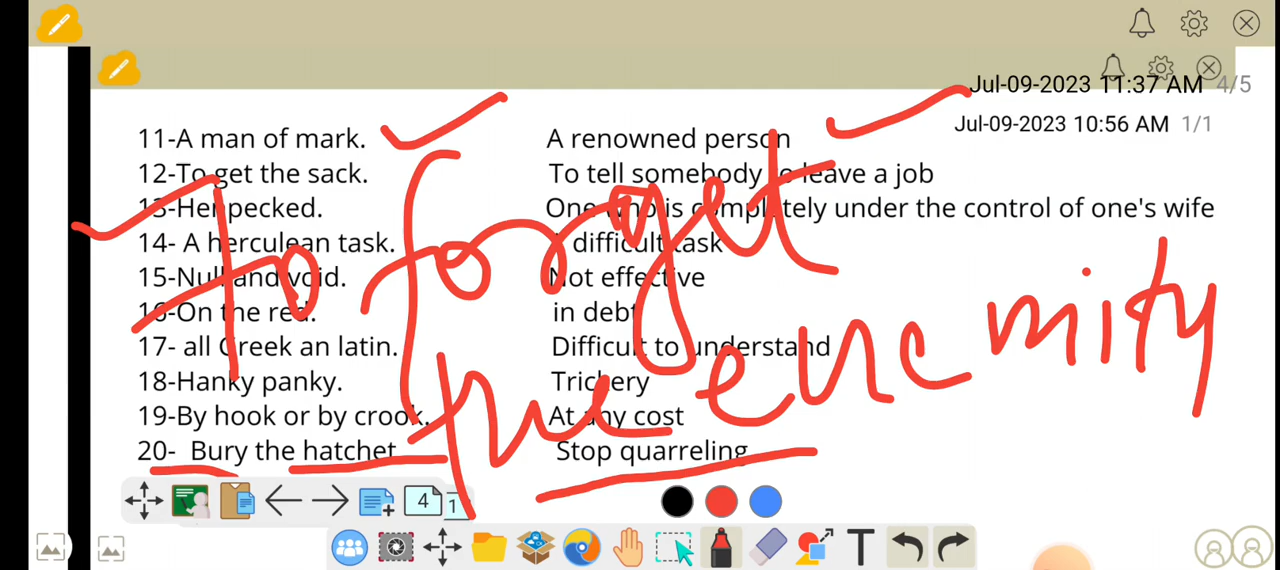 Jul-09-2023 11:37 AM 4/5
Jul-09-2023 10:56 AM 1/1
11-A man of mark. A renowned person
12-To get the sack. To tell somebody to leave a job
13-Henpecked. One who is completely under the control of one's wife
14- A herculean task. A difficult task
15-Null and void. Not effective
16-On the red. in debt
17- all Greek an latin. Difficult to understand
18-Hanky panky. Trickery
19-By hook or by crook. At any cost
20- Bury the hatchet Stop quarreling
To forget
the enemity
4 1
T